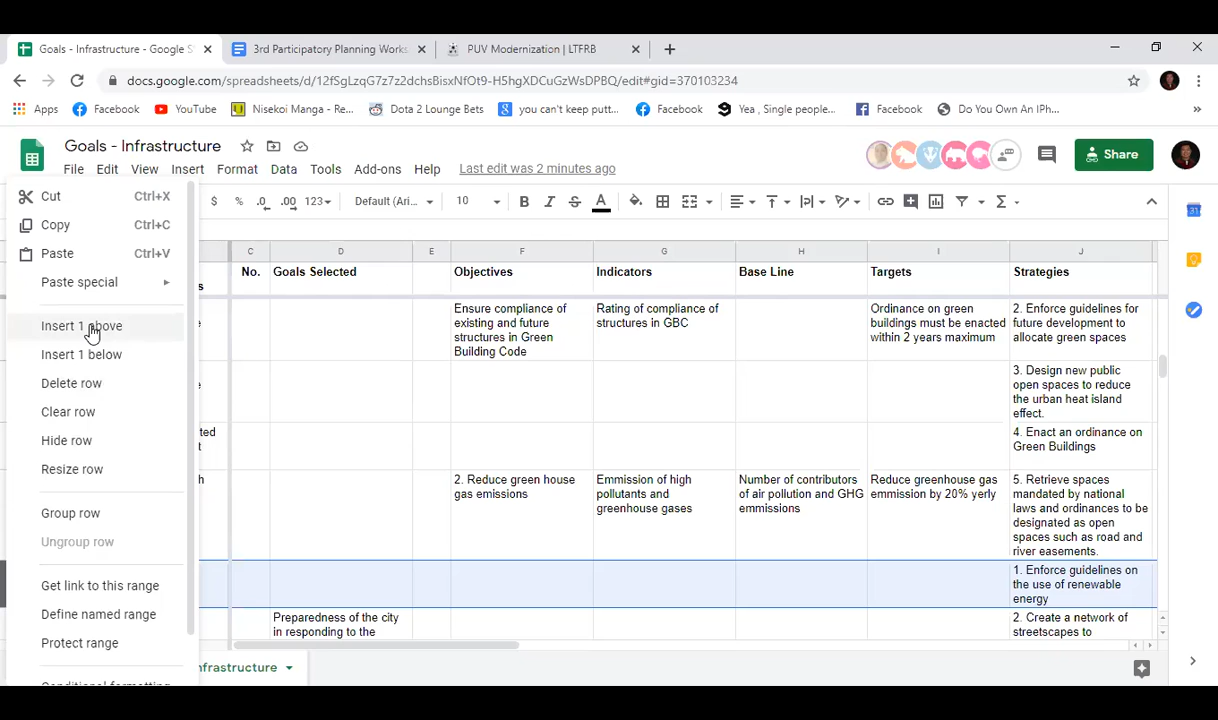 Goals - Infrastructure - Google S
3rd Participatory Planning Works
PUV Modernization | LTFRB
docs.google.com/spreadsheets/d/12fSgLzqG7z7z2dchsBisxNfOt9-H5hgXDCuGzWsDPBQ/edit#gid=370103234
Apps
Facebook
YouTube
Nisekoi Manga - Re...
Dota 2 Lounge Bets
you can't keep putt...
Facebook
Yea , Single people...
Facebook
Do You Own An IPh...
»
Goals - Infrastructure
File Edit View Insert Format Data Tools Add-ons Help Last edit was 2 minutes ago
Share
$ % .0 .00 123 Default (Ari... 10 B I S A Σ
31
Cut Ctrl+X
Copy Ctrl+C
Paste Ctrl+V
Paste special
Insert 1 above
Insert 1 below
Delete row
Clear row
Hide row
Resize row
Group row
Ungroup row
Get link to this range
Define named range
Protect range
Conditional formatting
C D E F G H I J
s
No. Goals Selected Objectives Indicators Base Line Targets Strategies
e
Ensure compliance of
existing and future
structures in Green
Building Code
Rating of compliance of
structures in GBC
Ordinance on green
buildings must be enacted
within 2 years maximum
2. Enforce guidelines for
future development to
allocate green spaces
e
3. Design new public
open spaces to reduce
the urban heat island
effect.
ted
t
4. Enact an ordinance on
Green Buildings
h
2. Reduce green house
gas emissions
Emmission of high
pollutants and
greenhouse gases
Number of contributors
of air pollution and GHG
emmissions
Reduce greenhouse gas
emmission by 20% yerly
5. Retrieve spaces
mandated by national
laws and ordinances to be
designated as open
spaces such as road and
river easements.
1. Enforce guidelines on
the use of renewable
energy
Preparedness of the city
in responding to the
2. Create a network of
streetscapes to
nfrastructure